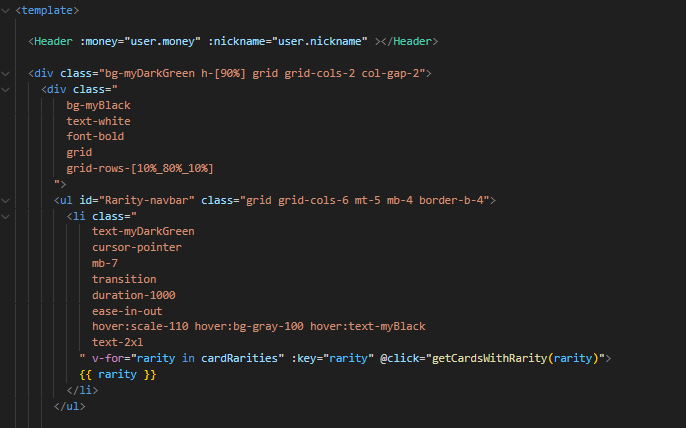 <template>
<Header :money="user.money" :nickname="user.nickname" ></Header>
<div class="bg-myDarkGreen h-[90%] grid grid-cols-2 col-gap-2">
<div class="
bg-myBlack
text-white
font-bold
grid
grid-rows-[10%_80%_10%]
">
<ul id="Rarity-navbar" class="grid grid-cols-6 mt-5 mb-4 border-b-4">
<li class="
text-myDarkGreen
cursor-pointer
mb-7
transition
duration-1000
ease-in-out
hover:scale-110 hover:bg-gray-100 hover:text-myBlack
text-2xl
" v-for="rarity in cardRarities" :key="rarity" @click="getCardsWithRarity(rarity)">
{{ rarity }}
</li>
</ul>